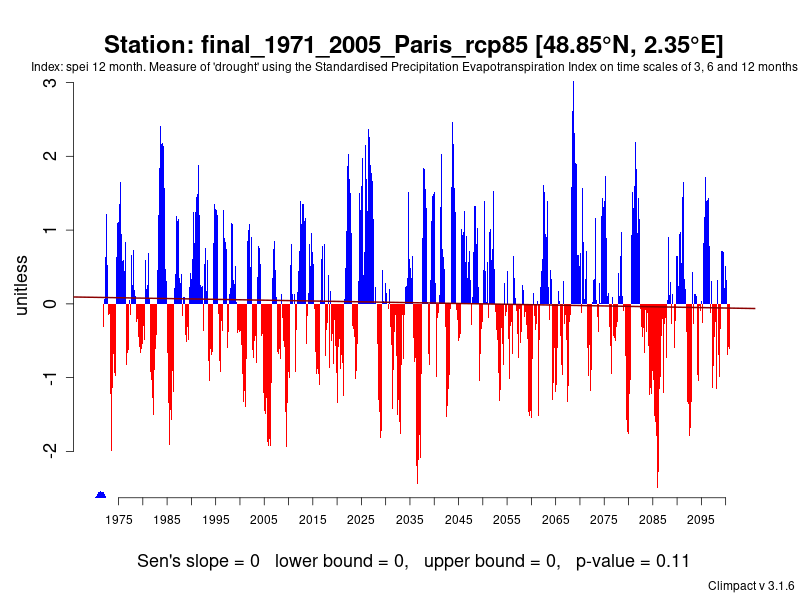 Station: final_1971_2005_Paris_rcp85 [48.85°N, 2.35°E]
Index: spei 12 month. Measure of 'drought' using the Standardised Precipitation Evapotranspiration Index on time scales of 3, 6 and 12 months
unitless
3
2
1
0
-1
-2
1975 1985 1995 2005 2015 2025 2035 2045 2055 2065 2075 2085 2095
Sen's slope = 0 lower bound = 0, upper bound = 0, p-value = 0.11
Climpact v 3.1.6